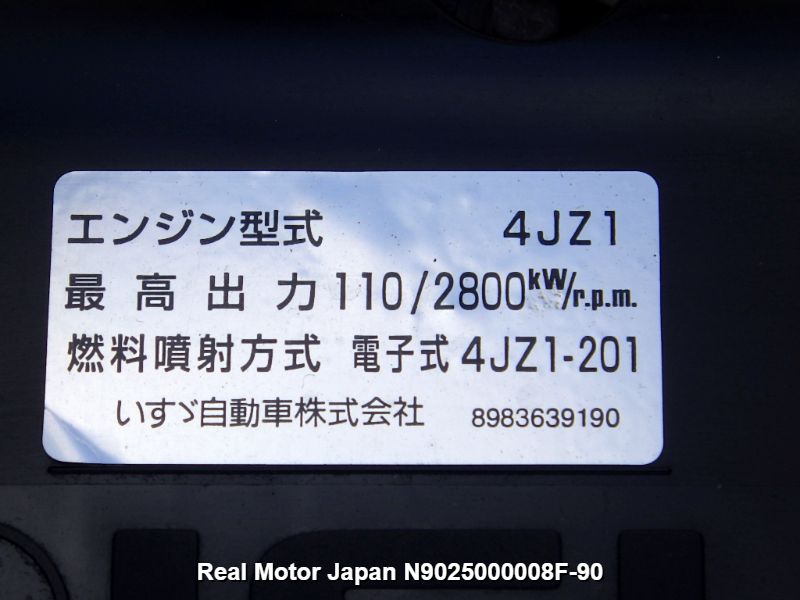 エンジン型式 4JZ1
最高出力 110/2800kW/r.p.m.
燃料噴射方式 電子式 4JZ1-201
いすゞ自動車株式会社 8983639190
Real Motor Japan N9025000008F-90